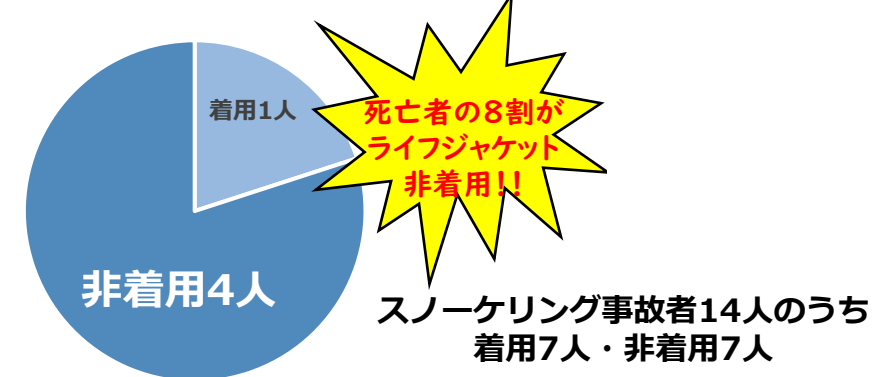 着用1人
死亡者の8割が
ライフジャケット
非着用!!
非着用4人
スノーケリング事故者14人のうち
着用7人・非着用7人